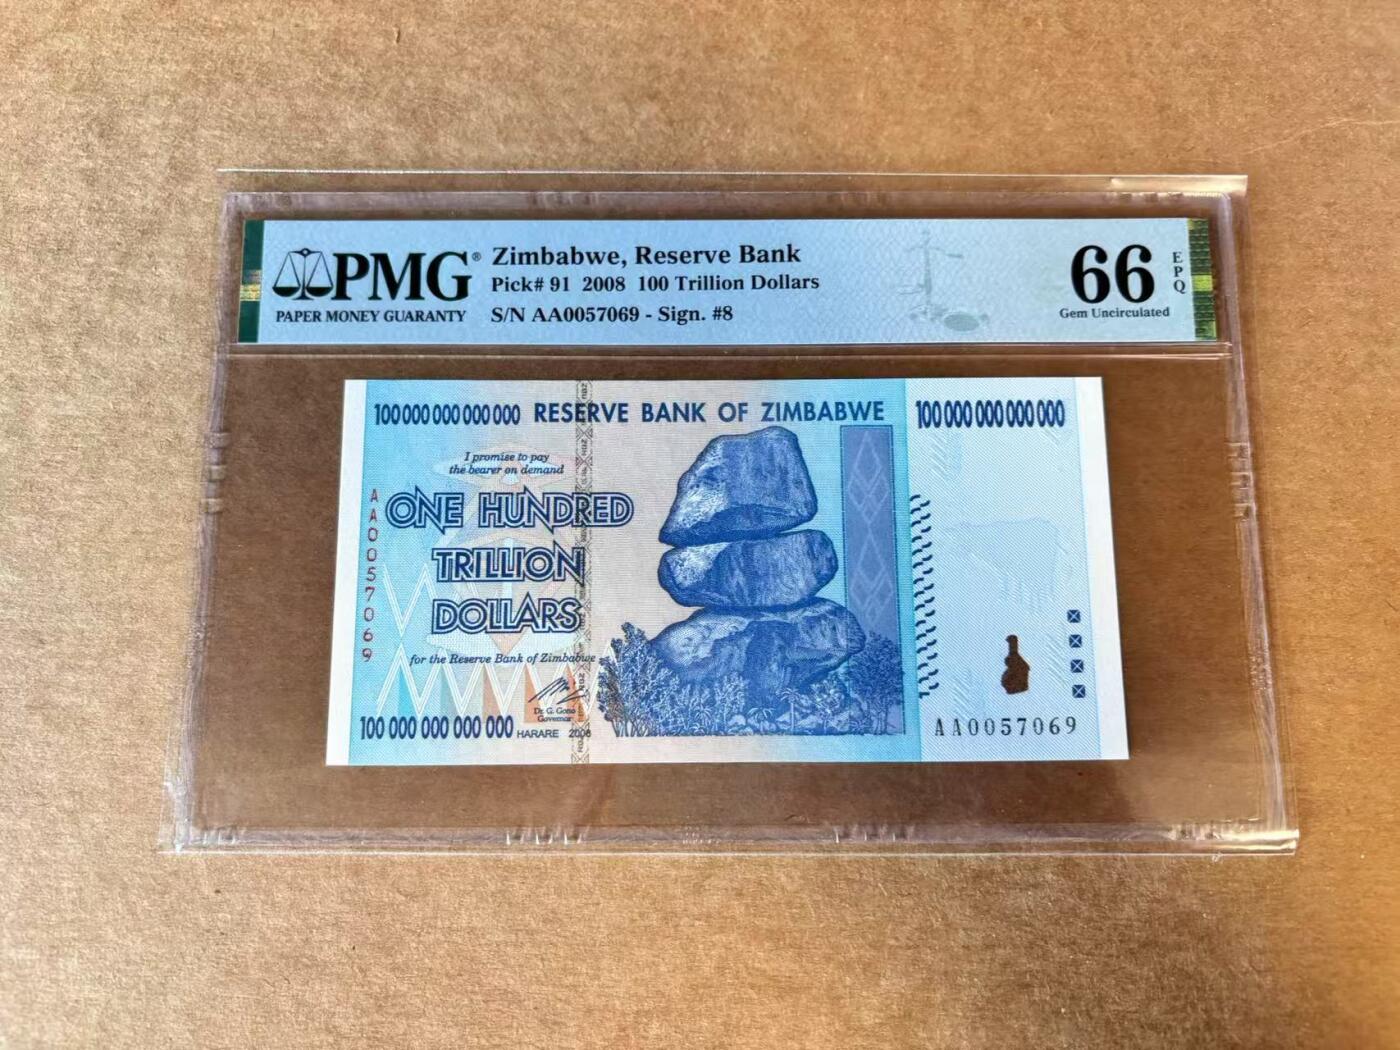 PMG®
PAPER MONEY GUARANTY
Zimbabwe, Reserve Bank
Pick# 91 2008 100 Trillion Dollars
S/N AA0057069 - Sign. #8
66
EPQ
Gem Uncirculated
100 000 000 000 000 RESERVE BANK OF ZIMBABWE 100 000 000 000 000
I promise to pay
the bearer on demand
ONE HUNDRED
TRILLION
DOLLARS
AA0057069
for the Reserve Bank of Zimbabwe
Dr. G. Gono
Governor
100 000 000 000 000 HARARE 2008
AA0057069